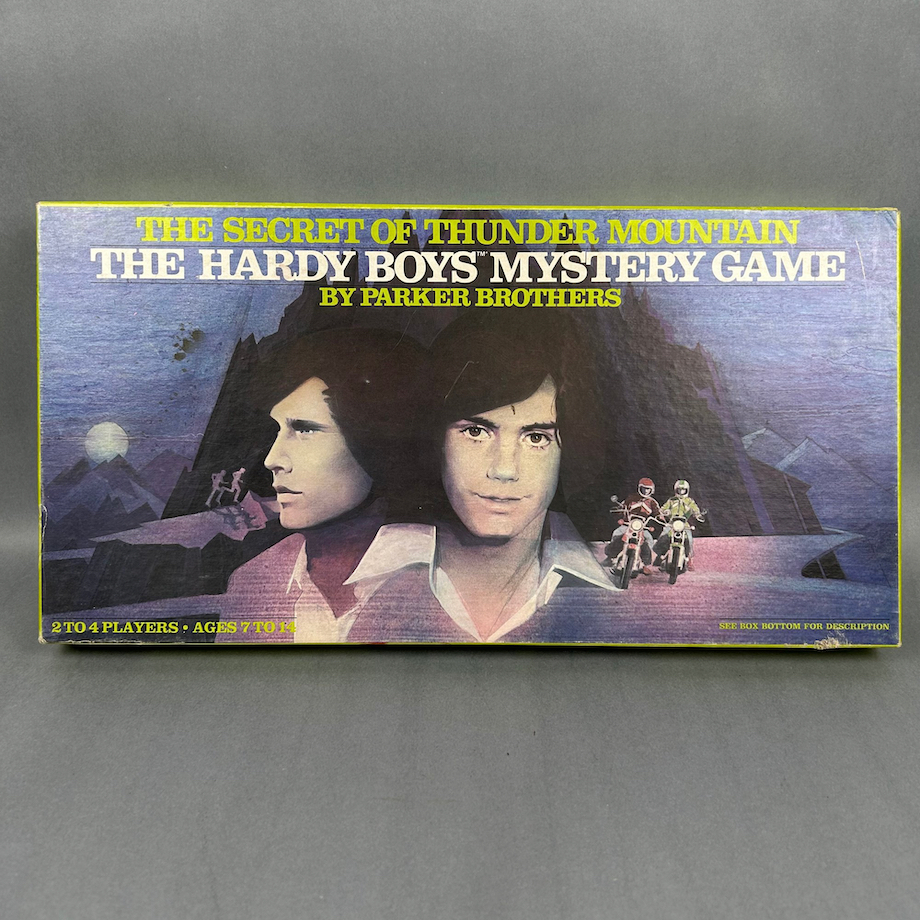 THE SECRET OF THUNDER MOUNTAIN
THE HARDY BOYS™ MYSTERY GAME
BY PARKER BROTHERS
2 TO 4 PLAYERS • AGES 7 TO 14
SEE BOX BOTTOM FOR DESCRIPTION